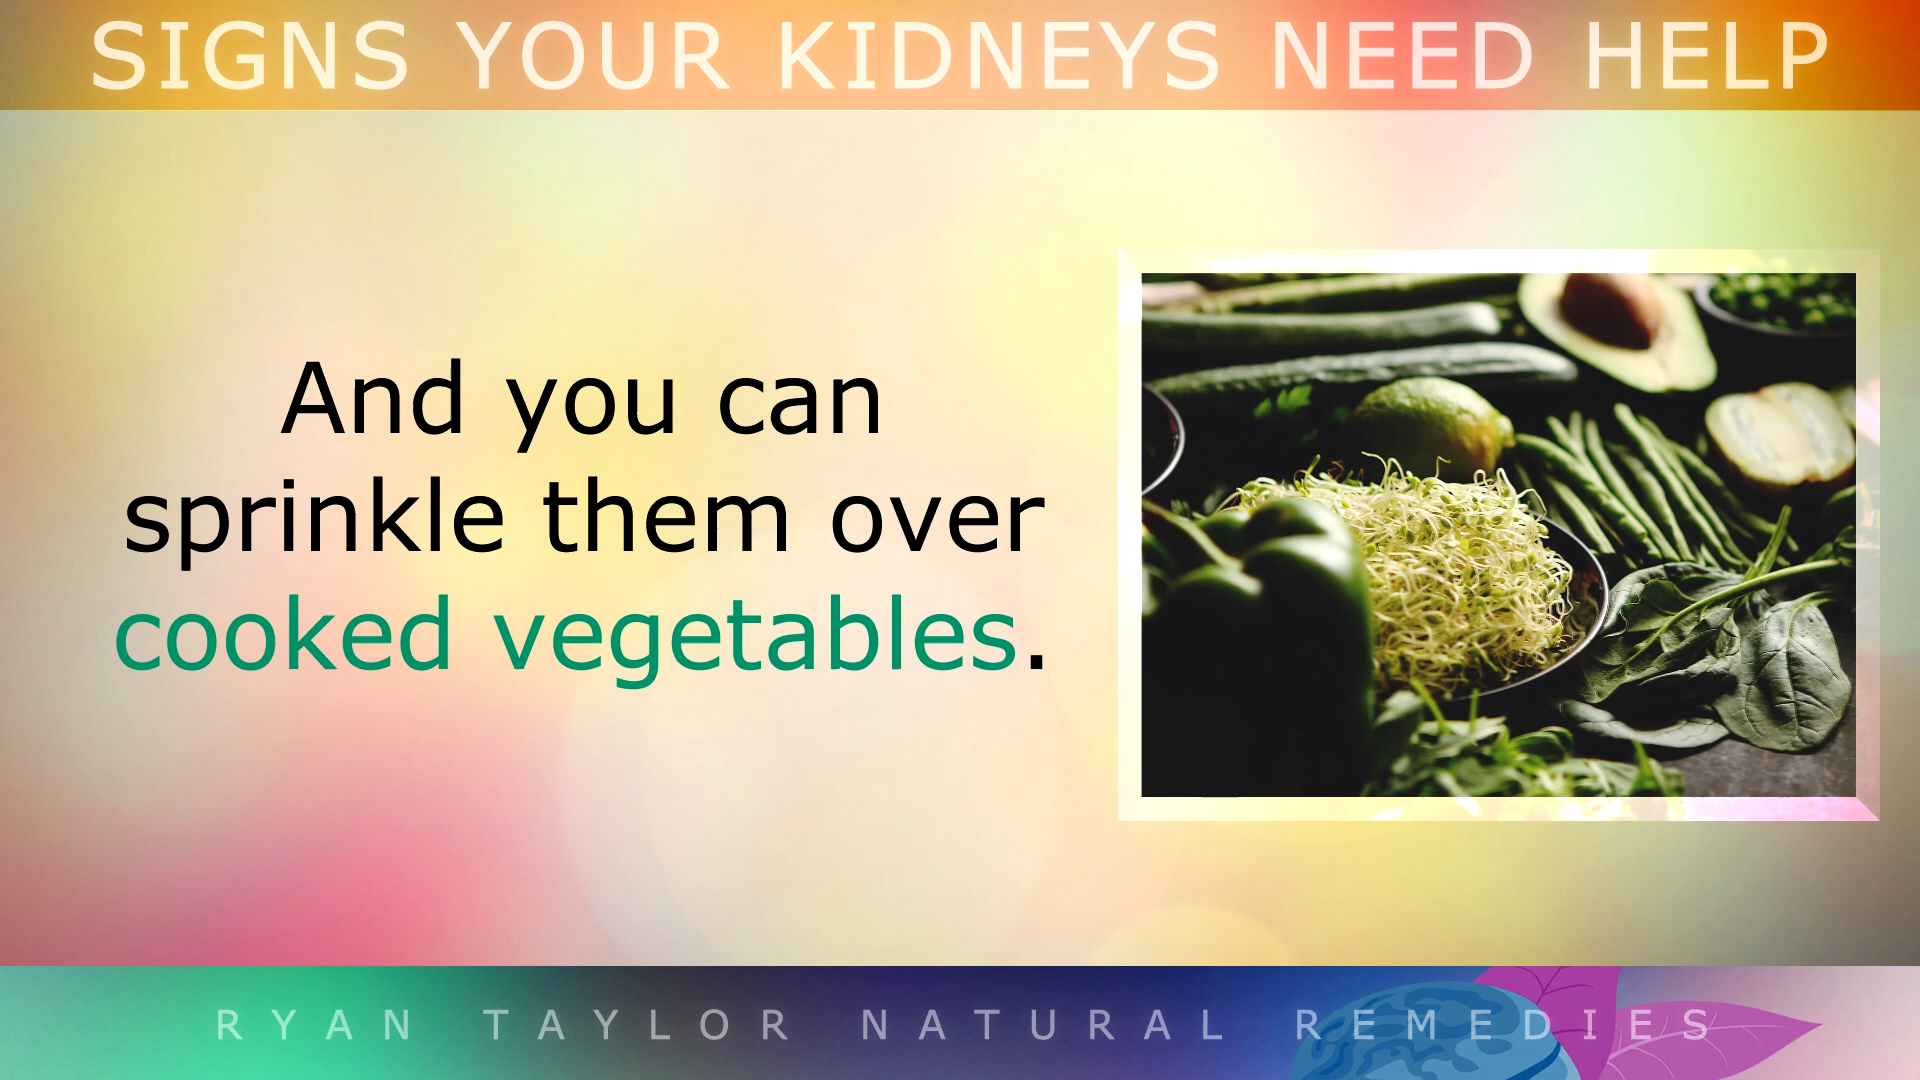 SIGNS YOUR KIDNEYS NEED HELP
And you can
sprinkle them over
cooked vegetables.
RYAN TAYLOR NATURAL REMEDIES